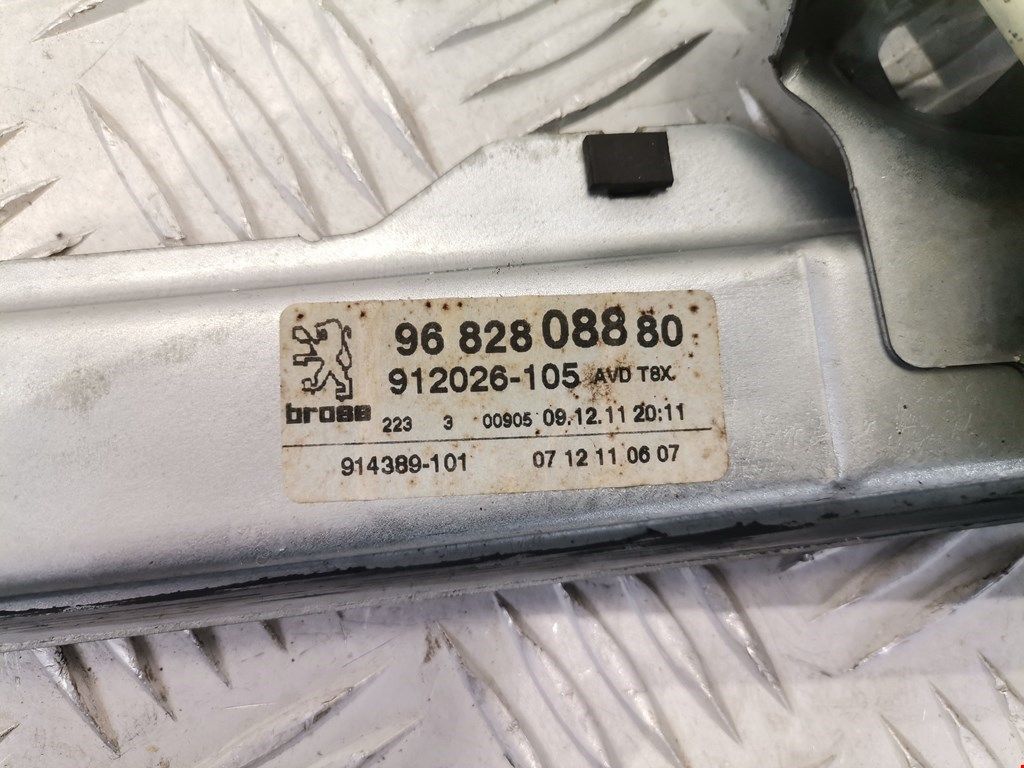 96 828 088 80
912026-105 AVD T8X
brose
223 3 00905 09.12.11 20:11
914389-101 07 12 11 06 07